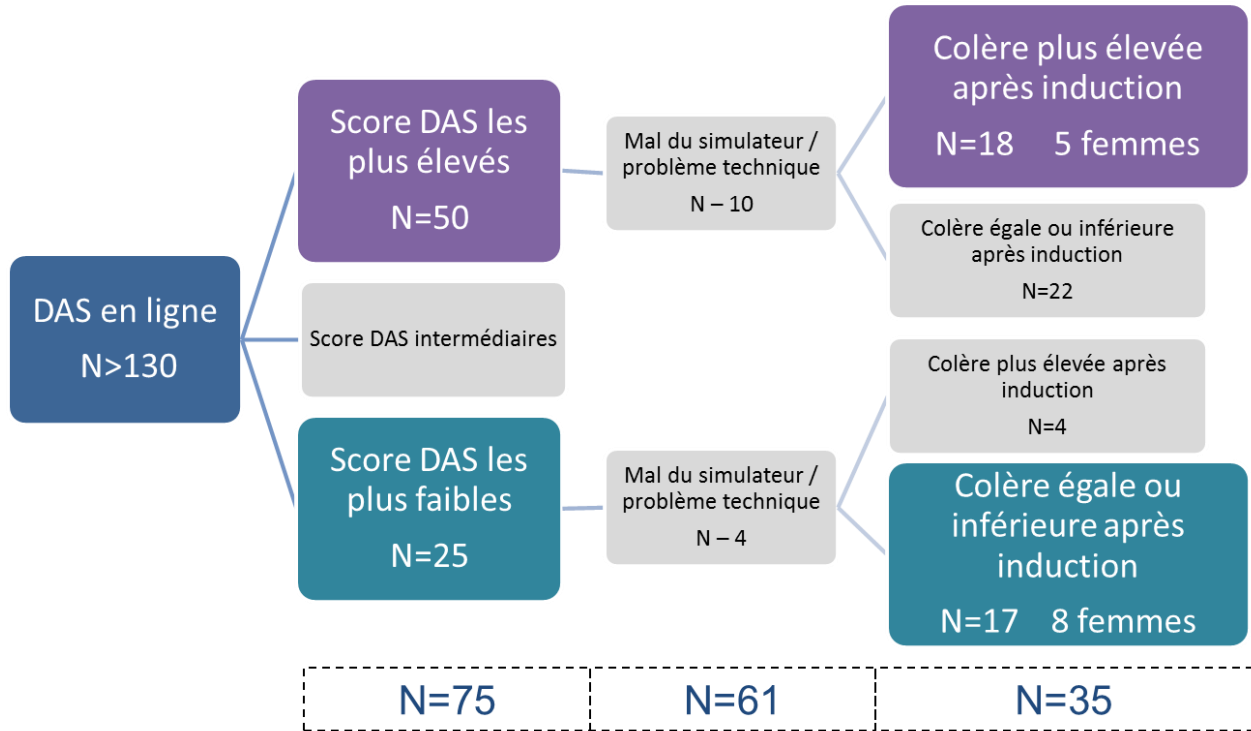 DAS en ligne
N>130
Score DAS les
plus élevés
N=50
Score DAS intermédiaires
Score DAS les
plus faibles
N=25
Mal du simulateur /
problème technique
N – 10
Mal du simulateur /
problème technique
N – 4
Colère plus élevée
après induction
N=18 5 femmes
Colère égale ou inférieure
après induction
N=22
Colère plus élevée après
induction
N=4
Colère égale ou
inférieure après
induction
N=17 8 femmes
N=75
N=61
N=35